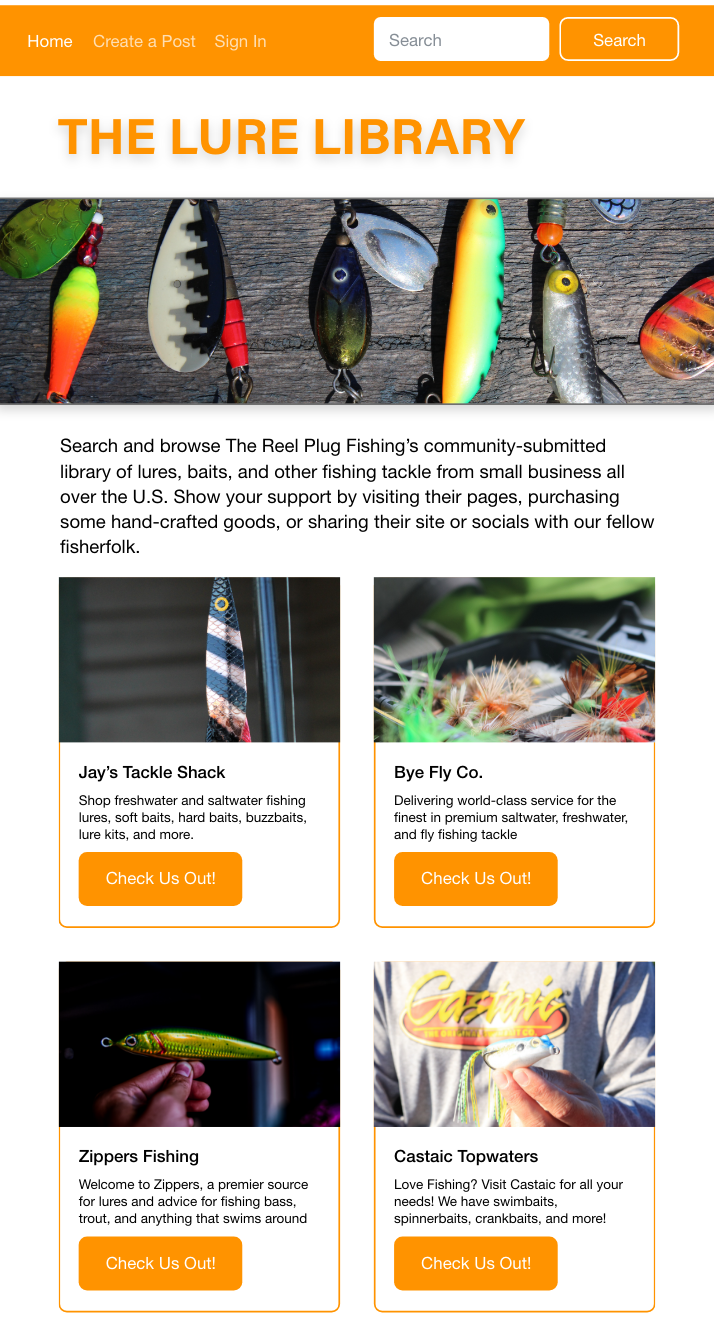 Home Create a Post Sign In Search Search
THE LURE LIBRARY
Search and browse The Reel Plug Fishing’s community-submitted
library of lures, baits, and other fishing tackle from small business all
over the U.S. Show your support by visiting their pages, purchasing
some hand-crafted goods, or sharing their site or socials with our fellow
fisherfolk.
Jay’s Tackle Shack
Shop freshwater and saltwater fishing
lures, soft baits, hard baits, buzzbaits,
lure kits, and more.
Check Us Out!
Bye Fly Co.
Delivering world-class service for the
finest in premium saltwater, freshwater,
and fly fishing tackle
Check Us Out!
Castaic
Zippers Fishing
Welcome to Zippers, a premier source
for lures and advice for fishing bass,
trout, and anything that swims around
Check Us Out!
Castaic Topwaters
Love Fishing? Visit Castaic for all your
needs! We have swimbaits,
spinnerbaits, crankbaits, and more!
Check Us Out!